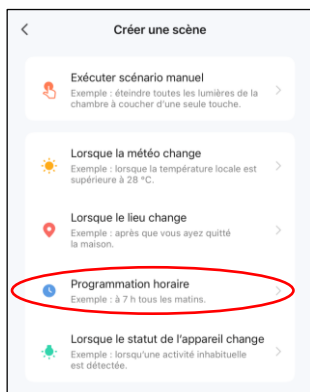 Créer une scène
Exécuter scénario manuel
Exemple : éteindre toutes les lumières de la
chambre à coucher d'une seule touche.
Lorsque la météo change
Exemple : lorsque la température locale est
supérieure à 28 °C.
Lorsque le lieu change
Exemple : après que vous ayez quitté
la maison.
Programmation horaire
Exemple : à 7 h tous les matins.
Lorsque le statut de l'appareil change
Exemple : lorsqu'une activité inhabituelle
est détectée.